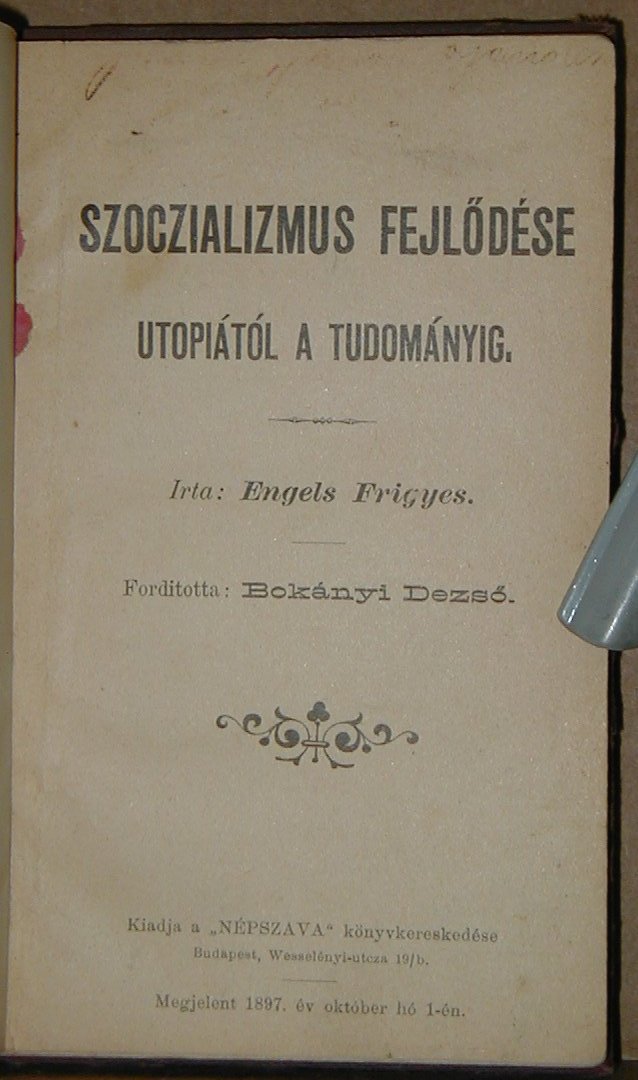 SZOCZIALIZMUS FEJLŐDÉSE
UTOPIÁTÓL A TUDOMÁNYIG.
Irta: Engels Frigyes.
Forditotta: Bokányi Dezső.
Kiadja a „NÉPSZAVA“ könyvkereskedése
Budapest, Wesselényi-utcza 19/b.
Megjelent 1897. év október hó 1-én.